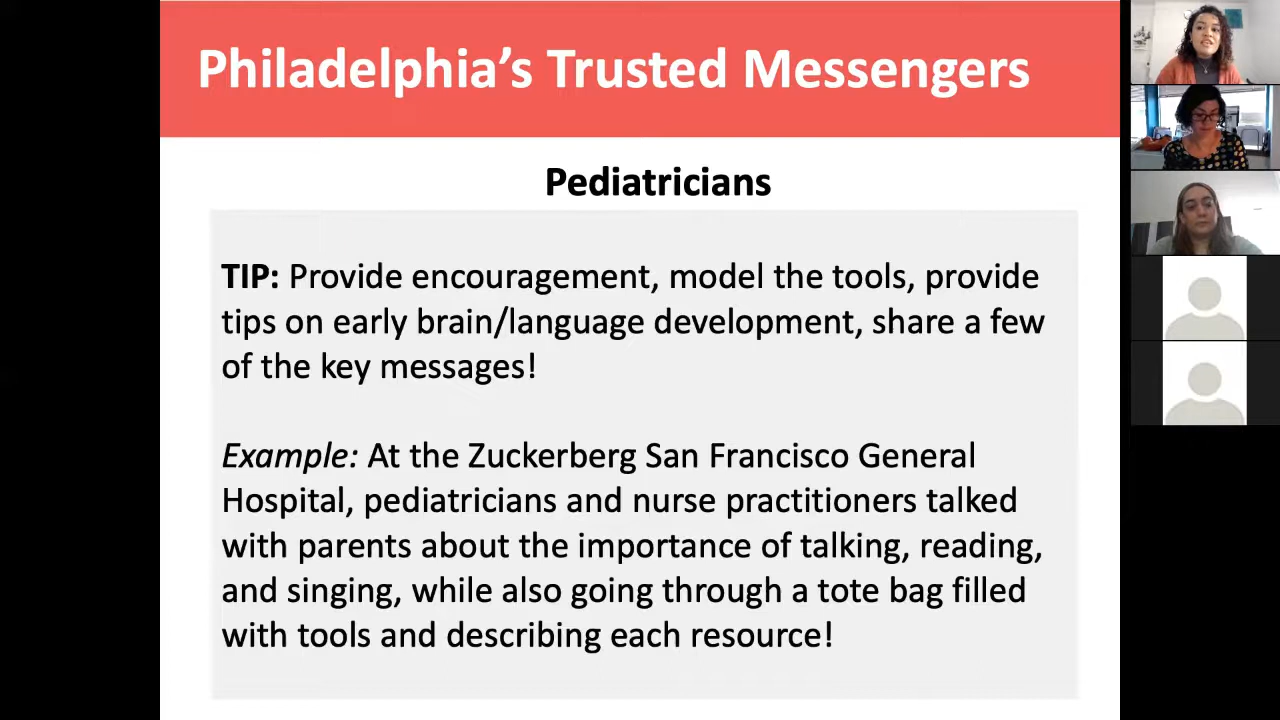 Philadelphia’s Trusted Messengers
Pediatricians
TIP: Provide encouragement, model the tools, provide
tips on early brain/language development, share a few
of the key messages!
Example: At the Zuckerberg San Francisco General
Hospital, pediatricians and nurse practitioners talked
with parents about the importance of talking, reading,
and singing, while also going through a tote bag filled
with tools and describing each resource!